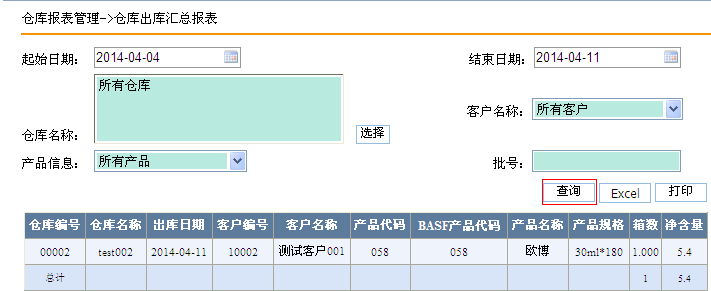 仓库报表管理->仓库出库汇总报表
起始日期： 2014-04-04 结束日期： 2014-04-11
所有仓库
客户名称： 所有客户
仓库名称： 选择
产品信息： 所有产品 批号：
查询 Excel 打印
仓库编号 仓库名称 出库日期 客户编号 客户名称 产品代码 BASF产品代码 产品名称 产品规格 箱数 净含量
00002 test002 2014-04-11 10002 测试客户001 058 058 欧博 30ml*180 1.000 5.4
总计 1 5.4